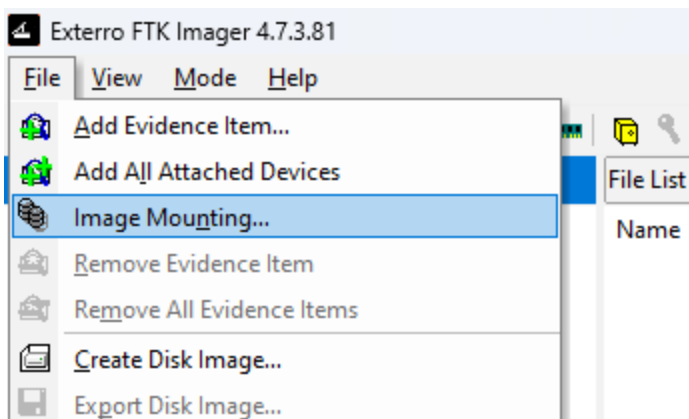 Exterro FTK Imager 4.7.3.81
File View Mode Help
Add Evidence Item...
Add All Attached Devices
File List
Image Mounting...
Name
Remove Evidence Item
Remove All Evidence Items
Create Disk Image...
Export Disk Image...